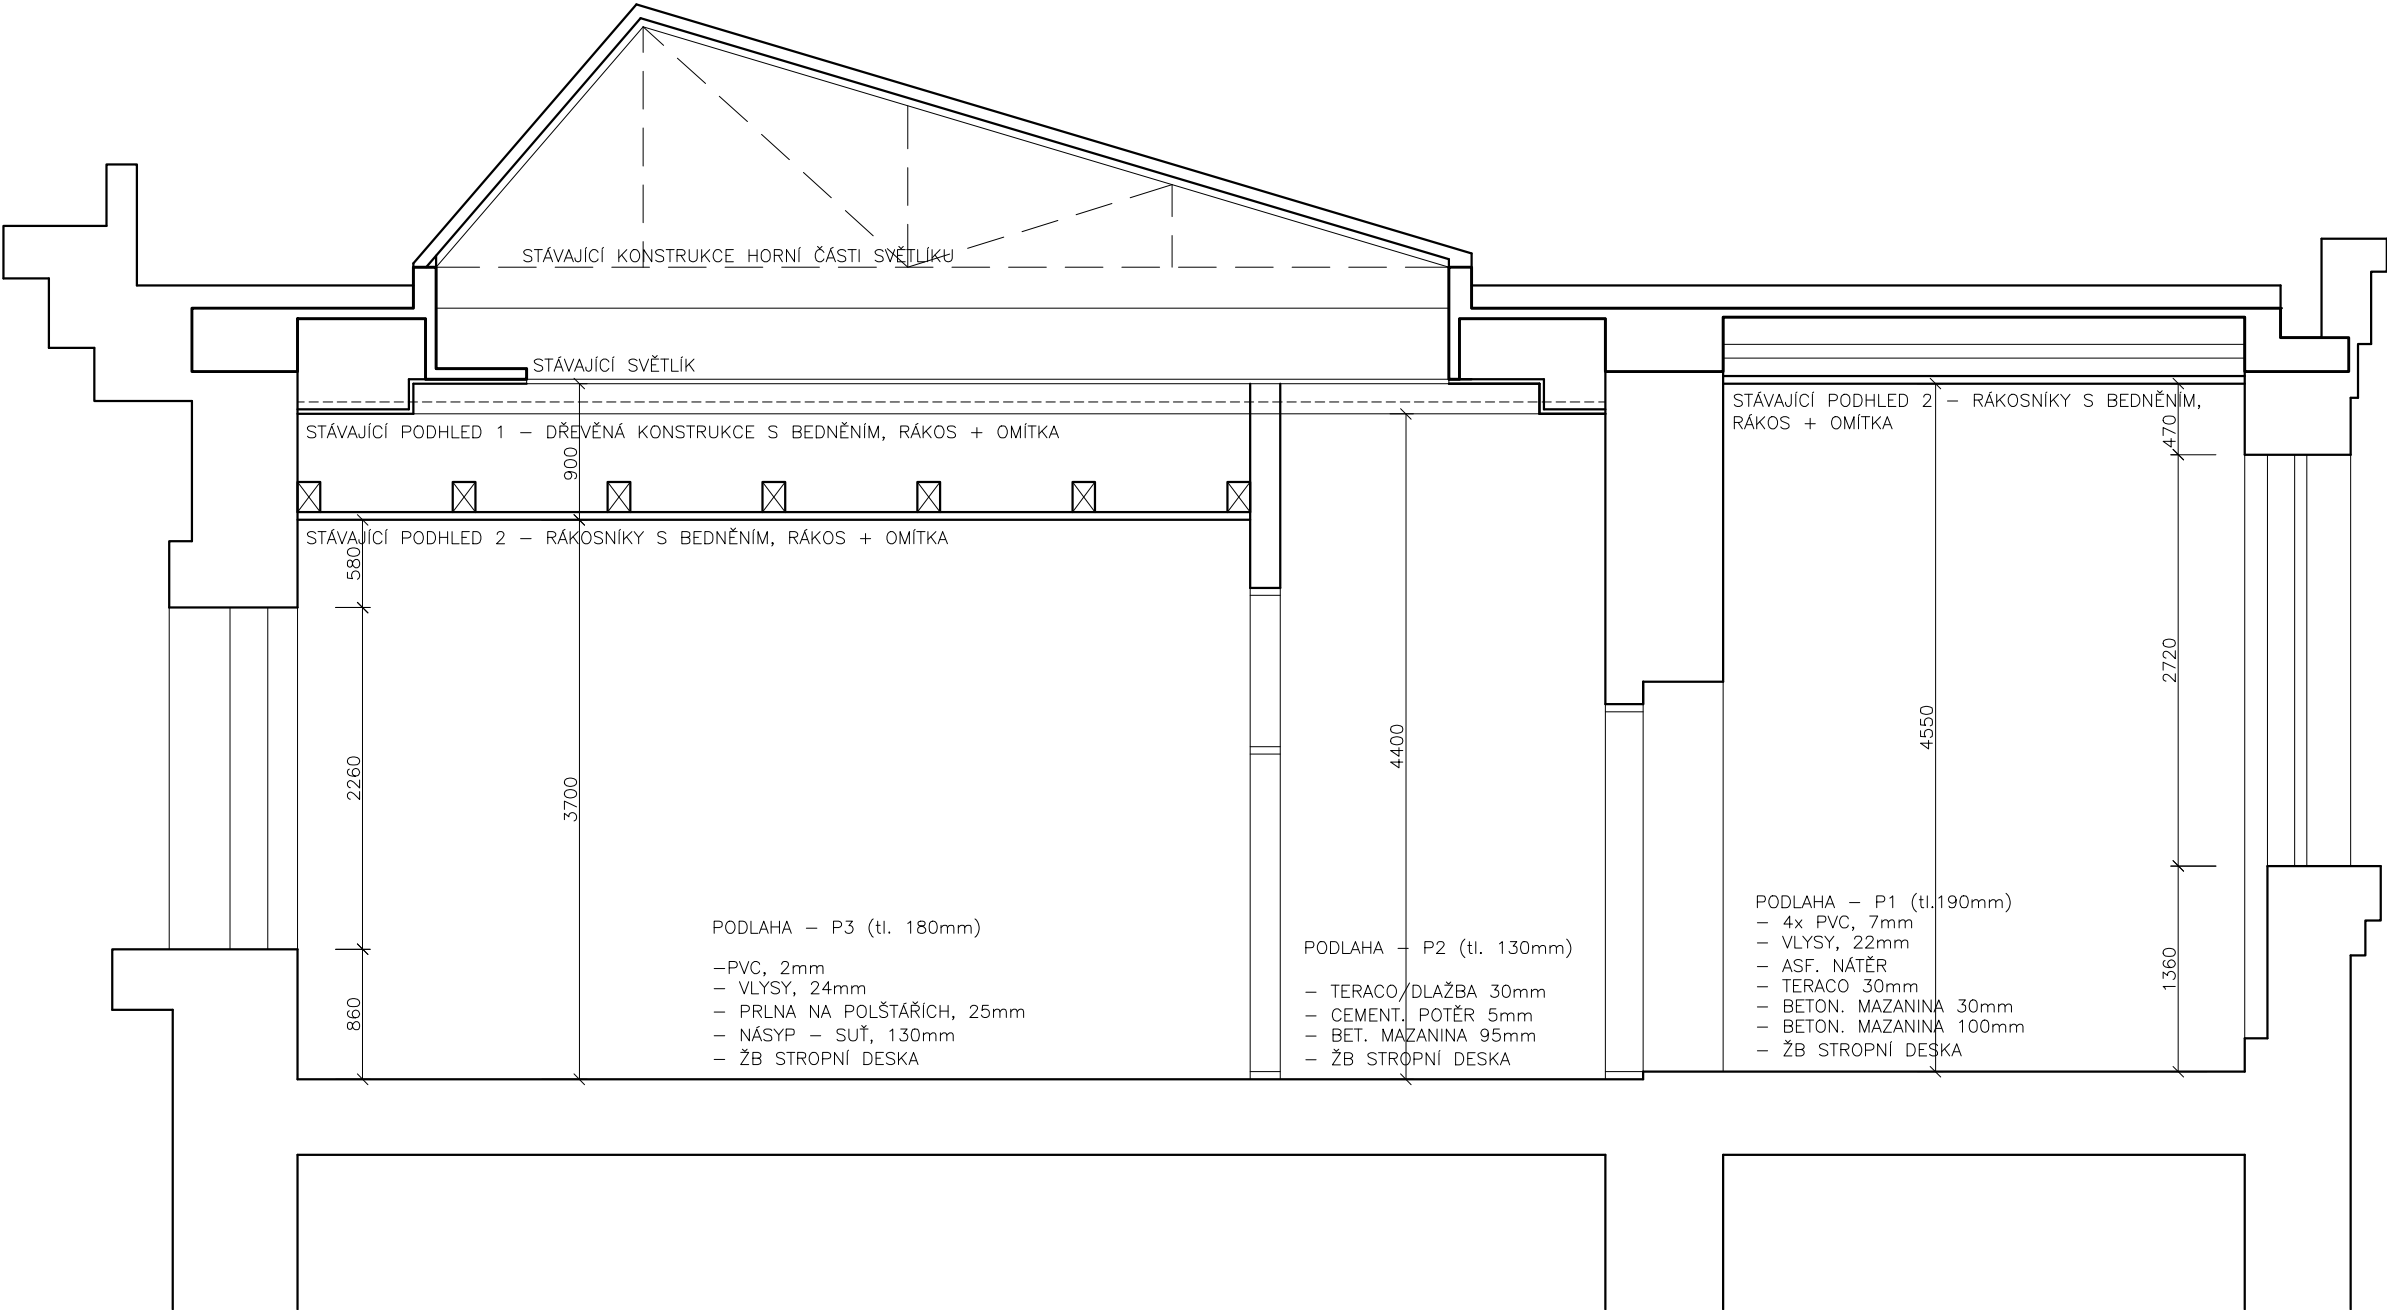 STÁVAJÍCÍ KONSTRUKCE HORNÍ ČÁSTI SVĚTLÍKU
STÁVAJÍCÍ SVĚTLÍK
STÁVAJÍCÍ PODHLED 1 – DŘEVĚNÁ KONSTRUKCE S BEDNĚNÍM, RÁKOS + OMÍTKA
STÁVAJÍCÍ PODHLED 2 – RÁKOSNÍKY S BEDNĚNÍM,
RÁKOS + OMÍTKA
470
900
STÁVAJÍCÍ PODHLED 2 – RÁKOSNÍKY S BEDNĚNÍM, RÁKOS + OMÍTKA
580
2260
3700
860
4400
4550
2720
1360
PODLAHA – P3 (tl. 180mm)
–PVC, 2mm
– VLYSY, 24mm
– PRLNA NA POLŠTÁŘÍCH, 25mm
– NÁSYP – SUŤ, 130mm
– ŽB STROPNÍ DESKA
PODLAHA – P2 (tl. 130mm)
– TERACO/DLAŽBA 30mm
– CEMENT. POTĚR 5mm
– BET. MAZANINA 95mm
– ŽB STROPNÍ DESKA
PODLAHA – P1 (tl.190mm)
– 4x PVC, 7mm
– VLYSY, 22mm
– ASF. NÁTĚR
– TERACO 30mm
– BETON. MAZANINA 30mm
– BETON. MAZANINA 100mm
– ŽB STROPNÍ DESKA